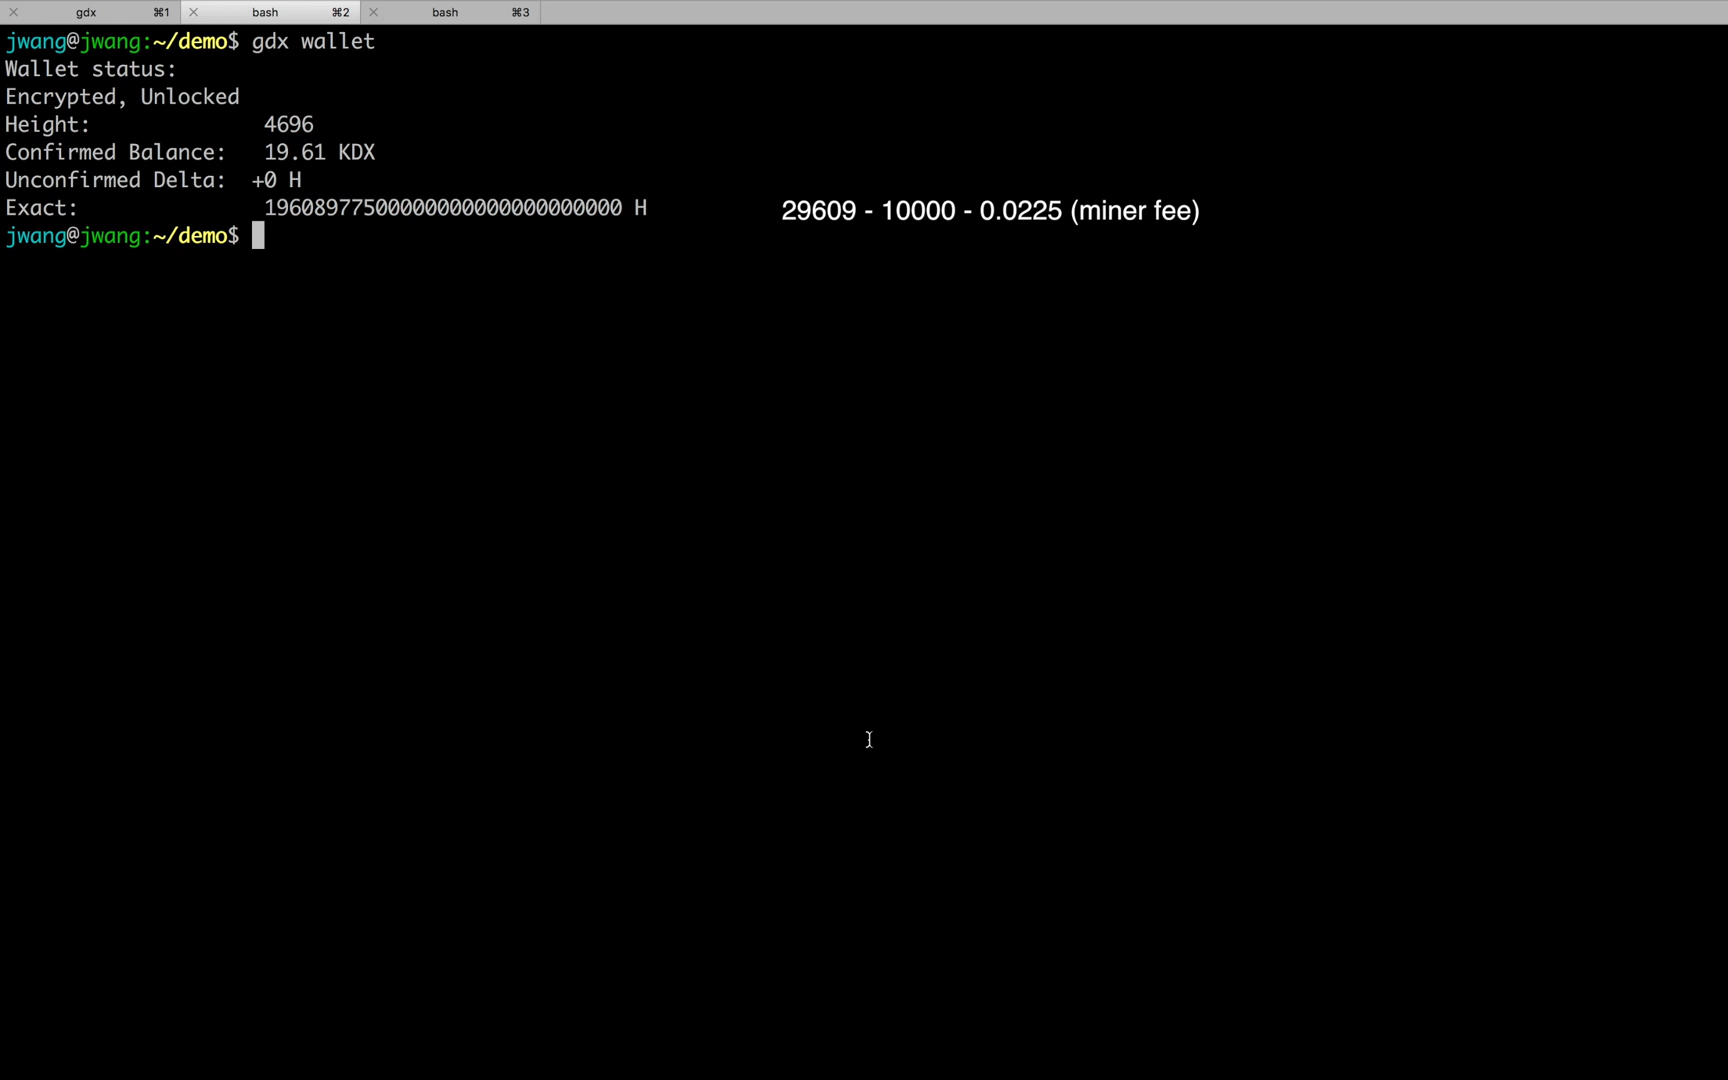 gdx ⌘1 bash ⌘2 bash ⌘3
jwang@jwang:~/demo$ gdx wallet
Wallet status:
Encrypted, Unlocked
Height: 4696
Confirmed Balance: 19.61 KDX
Unconfirmed Delta: +0 H
Exact: 19608977500000000000000000000 H
29609 - 10000 - 0.0225 (miner fee)
jwang@jwang:~/demo$